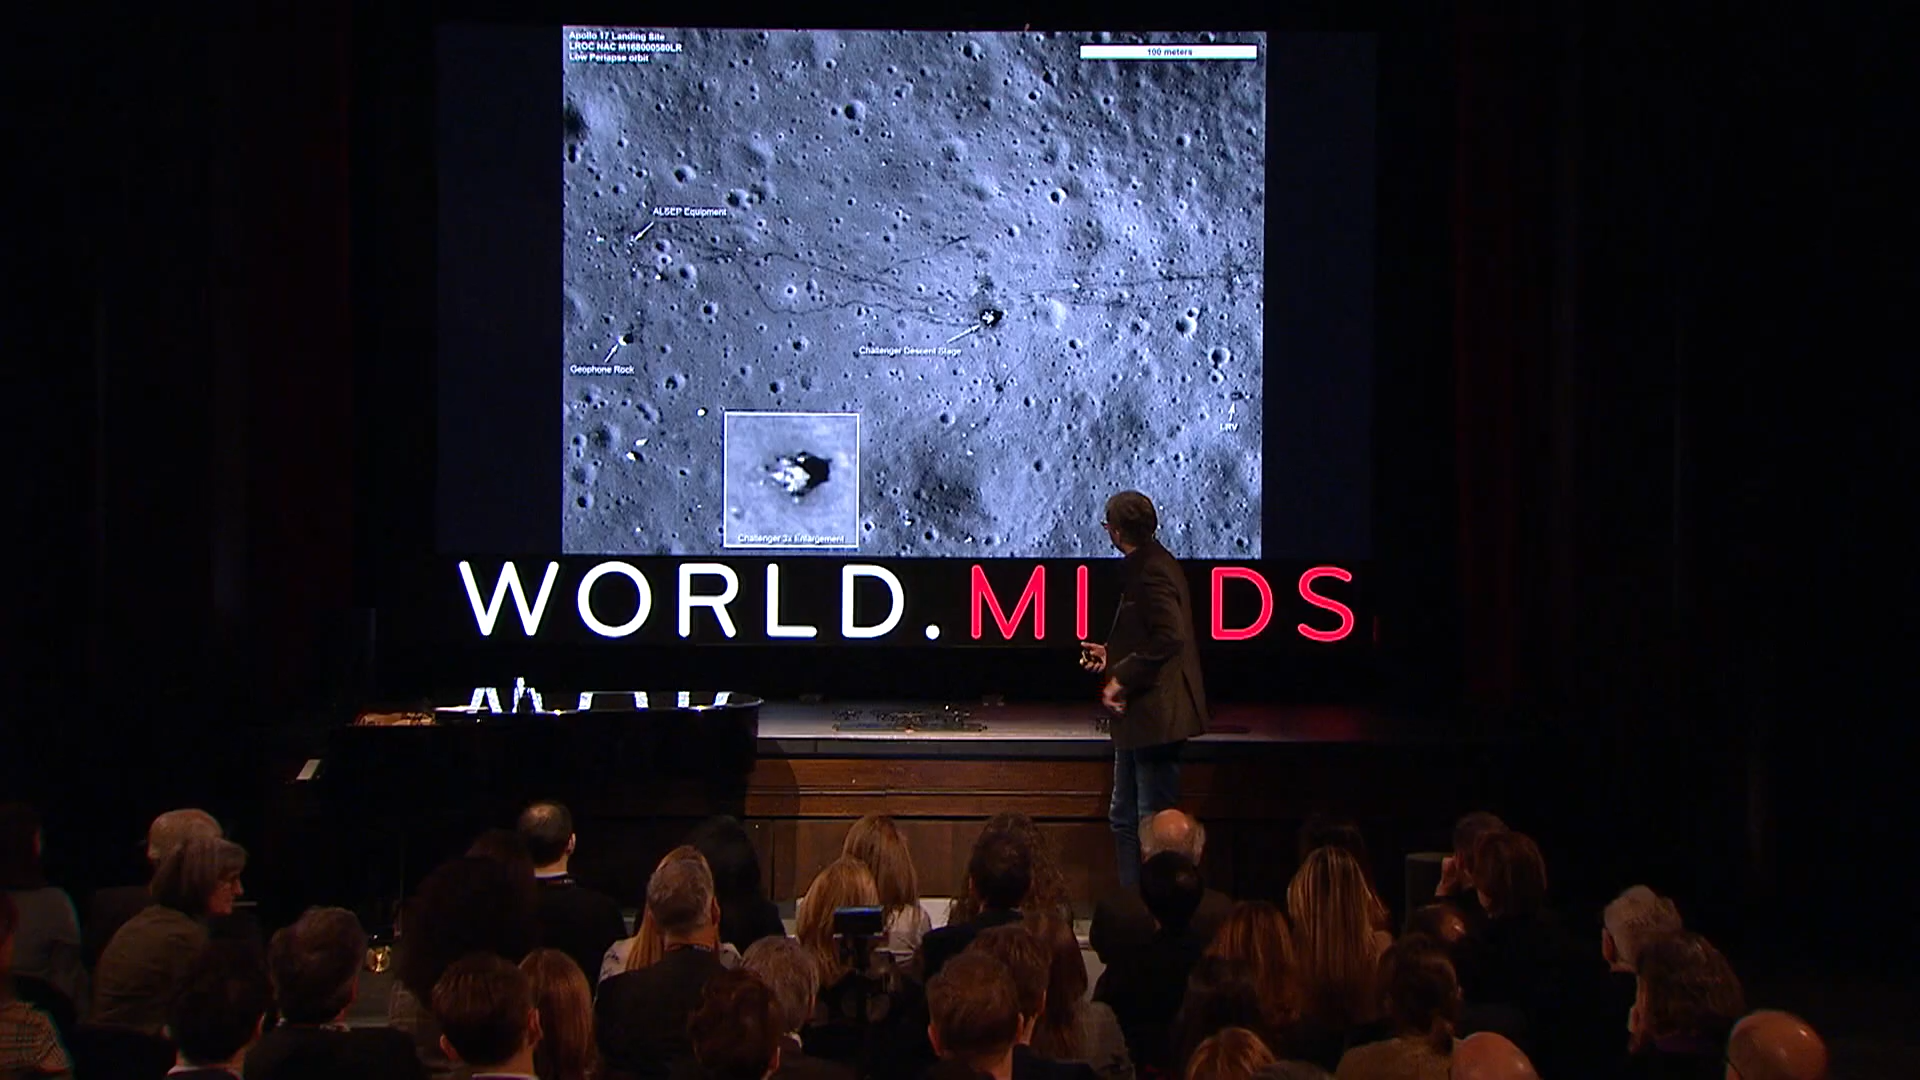 Apollo 17 Landing Site
LROC NAC M168000580LR
Low Periapse orbit
100 meters
ALSEP Equipment
Challenger Descent Stage
Geophone Rock
LRV
Challenger 3x Enlargement
WORLD.MI DS